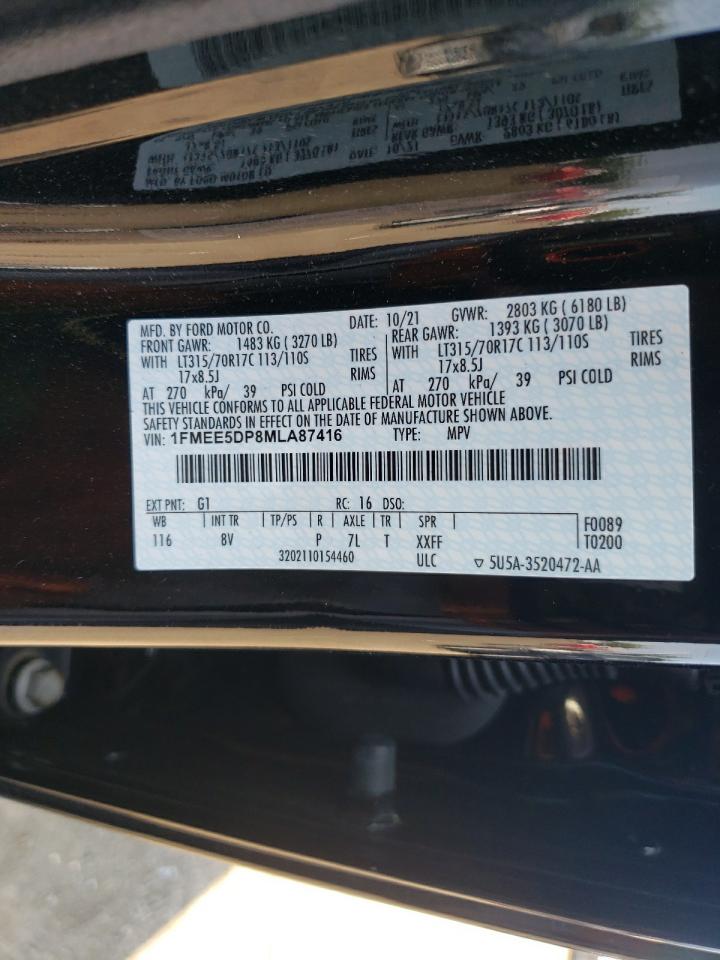 MFD. BY FORD MOTOR CO. DATE: 10/21 GVWR: 2803 KG ( 6180 LB)
FRONT GAWR: 1483 KG ( 3270 LB) REAR GAWR: 1393 KG ( 3070 LB)
WITH LT315/70R17C 113/110S TIRES WITH LT315/70R17C 113/110S TIRES
17x8.5J RIMS 17x8.5J RIMS
AT 270 kPa/ 39 PSI COLD AT 270 kPa/ 39 PSI COLD
THIS VEHICLE CONFORMS TO ALL APPLICABLE FEDERAL MOTOR VEHICLE
SAFETY STANDARDS IN EFFECT ON THE DATE OF MANUFACTURE SHOWN ABOVE.
VIN: 1FMEE5DP8MLA87416 TYPE: MPV
EXT PNT: G1 RC: 16 DSO:
WB INT TR TP/PS R AXLE TR SPR F0089
116 8V P 7L T XXFF T0200
3202110154460 ULC ▽ 5U5A-3520472-AA